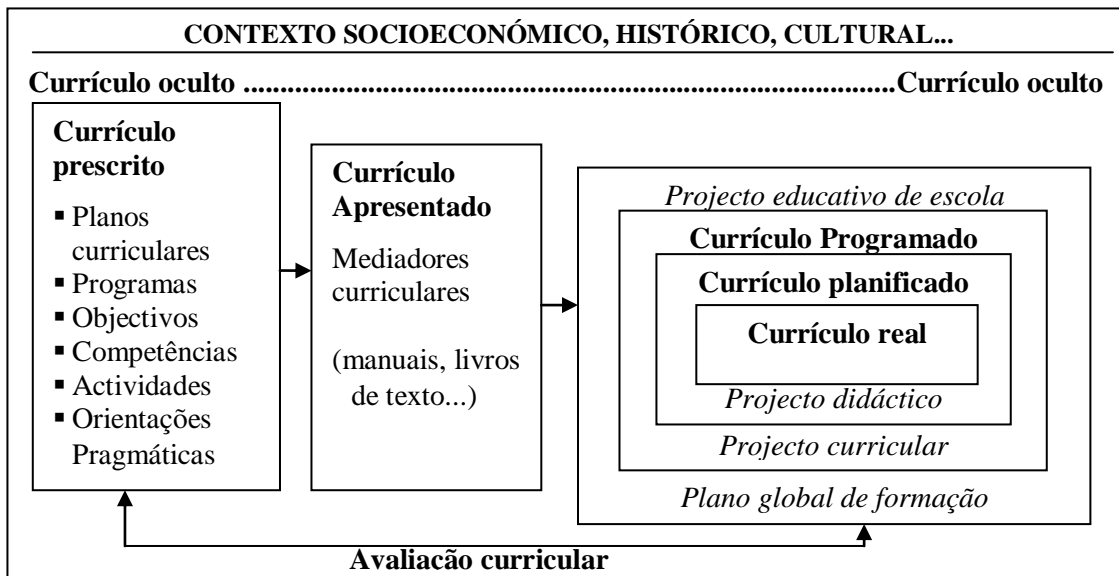 CONTEXTO SOCIOECONÓMICO, HISTÓRICO, CULTURAL...
Currículo oculto ........................................................................................Currículo oculto
Currículo
prescrito
▪ Planos
curriculares
▪ Programas
▪ Objectivos
▪ Competências
▪ Actividades
▪ Orientações
Pragmáticas
Currículo
Apresentado
Mediadores
curriculares
(manuais, livros
de texto...)
Projecto educativo de escola
Currículo Programado
Currículo planificado
Currículo real
Projecto didáctico
Projecto curricular
Plano global de formação
Avaliação curricular